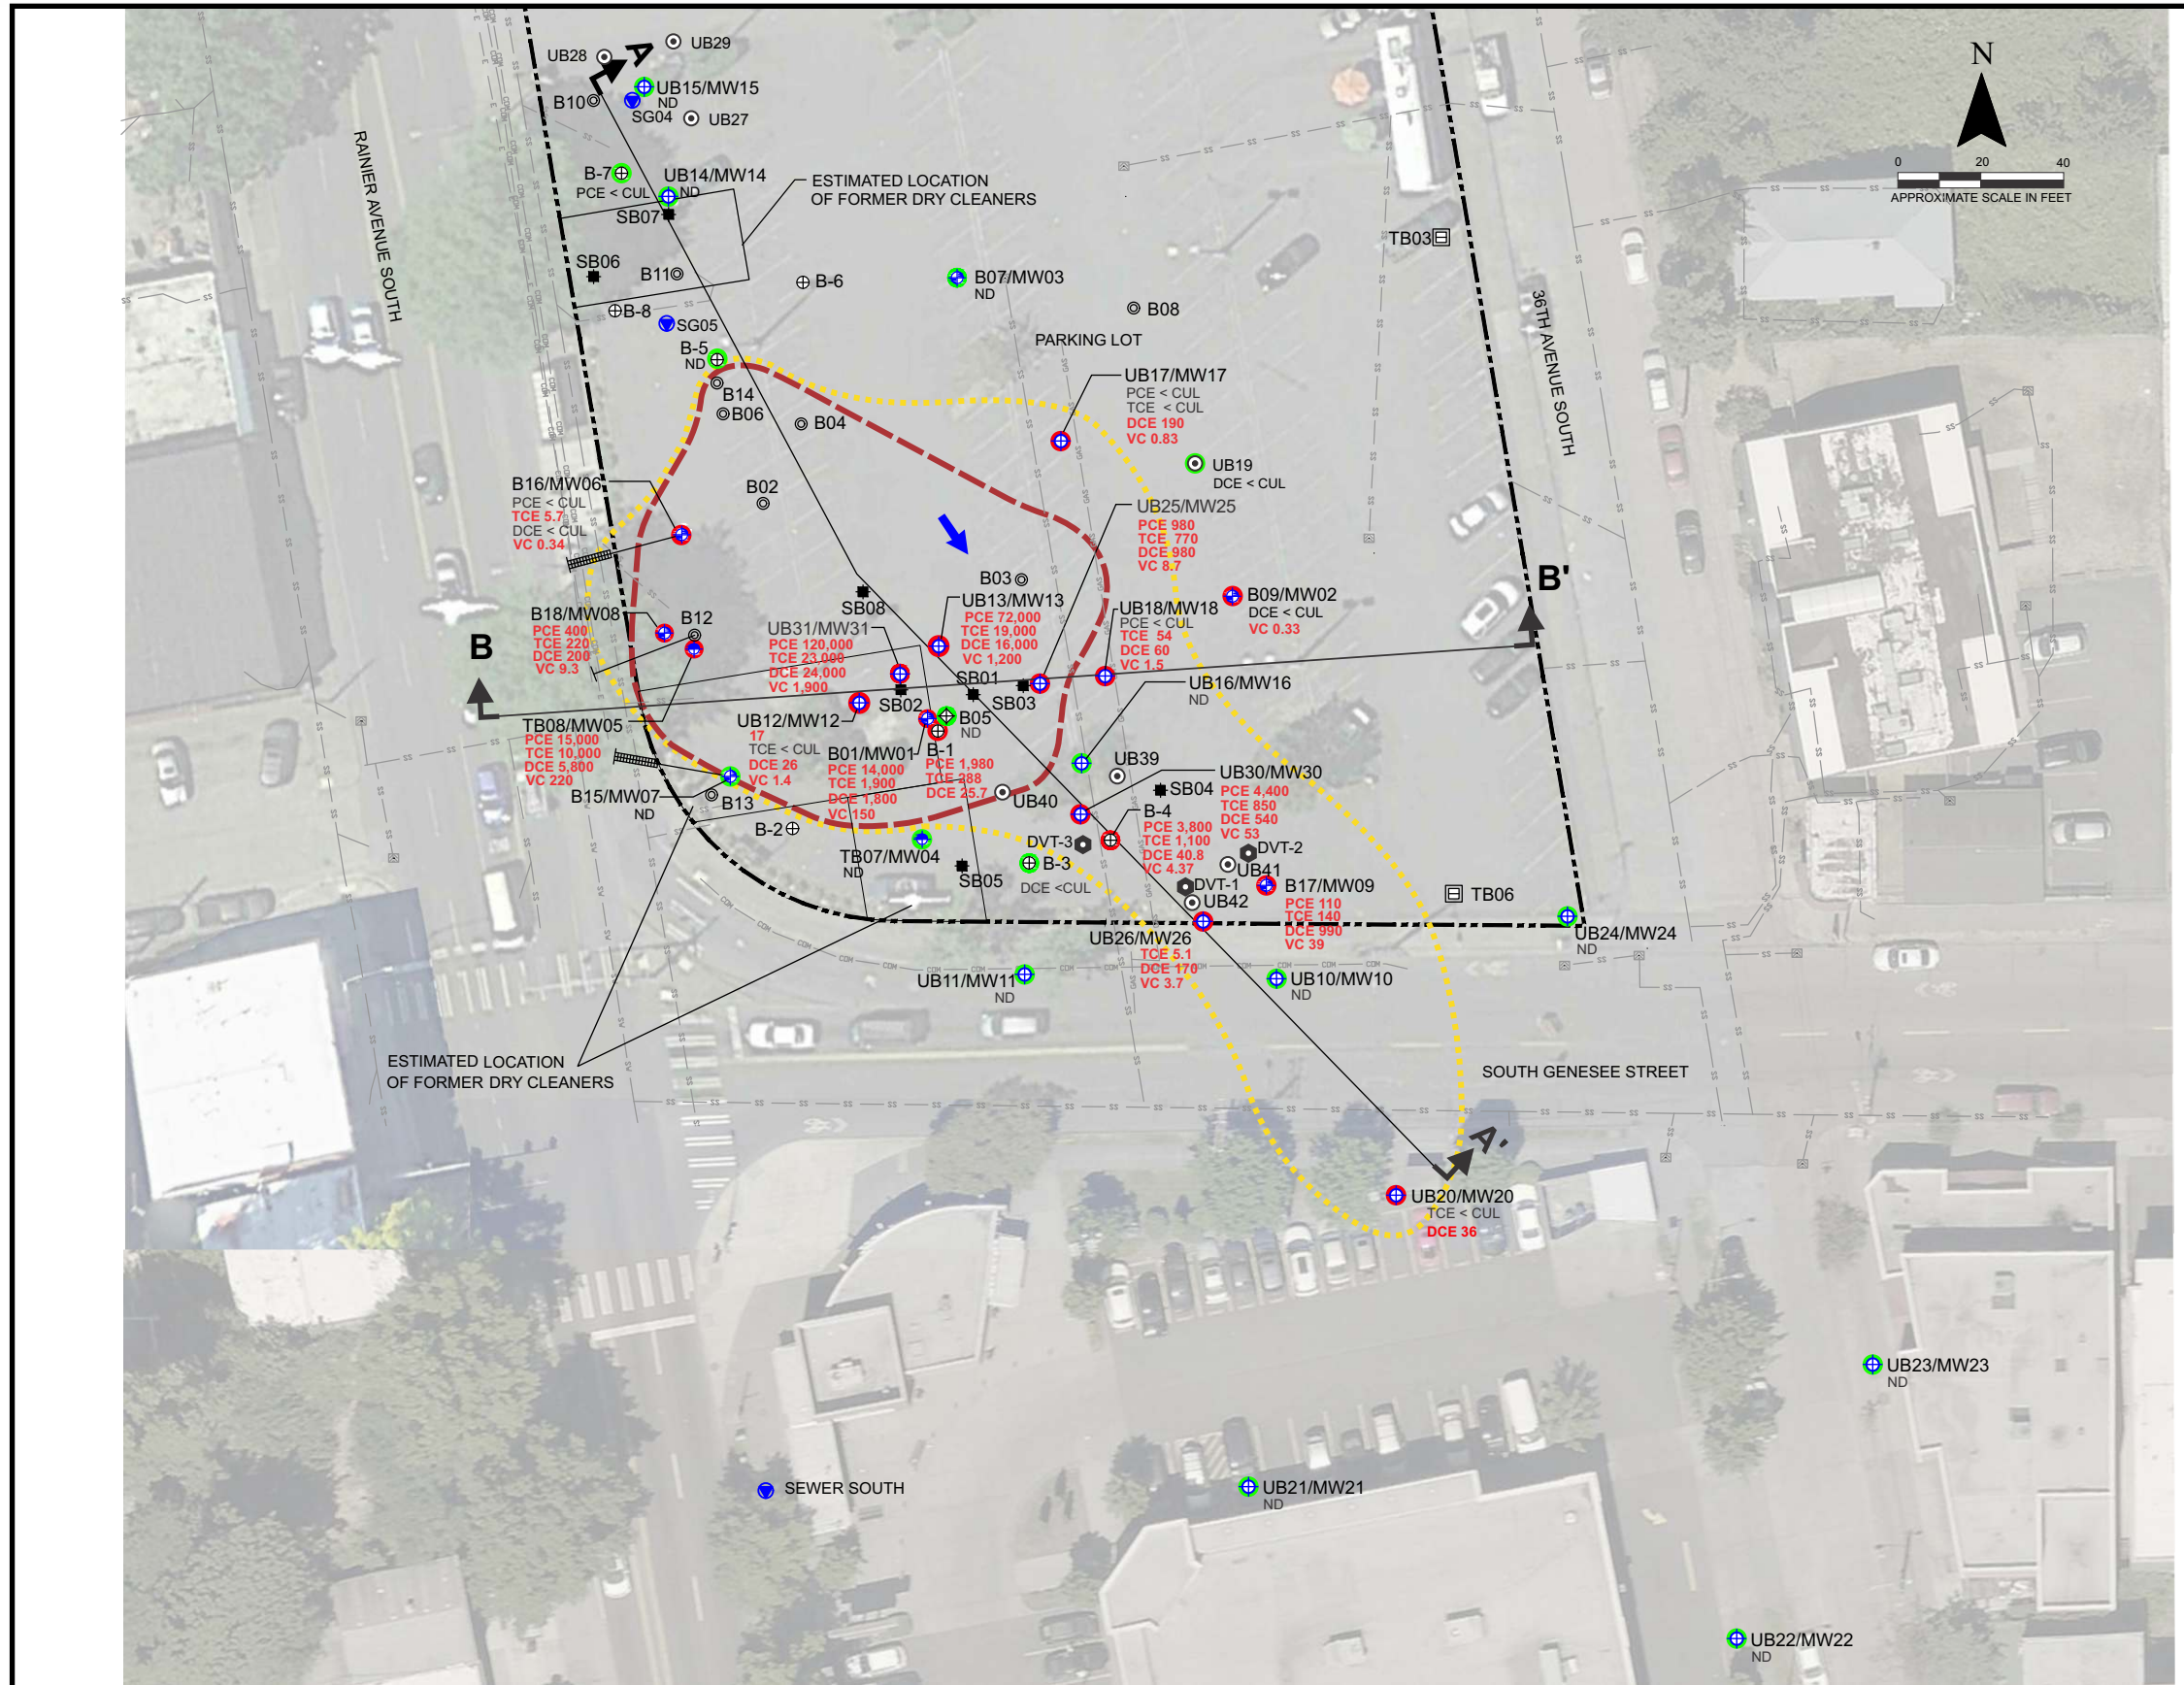 UB28
UB29
A
UB15/MW15
ND
B10
SG04
UB27
N
0 20 40
APPROXIMATE SCALE IN FEET
RAINIER AVENUE SOUTH
B-7
PCE < CUL
UB14/MW14
ND
SB07
ESTIMATED LOCATION
OF FORMER DRY CLEANERS
TB03
SB06
B11
B-6
B07/MW03
ND
B-8
SG05
B08
36TH AVENUE SOUTH
PARKING LOT
B-5
ND
B14
B06
B04
UB17/MW17
PCE < CUL
TCE < CUL
DCE 190
VC 0.83
UB19
DCE < CUL
B16/MW06
PCE < CUL
TCE 5.7
DCE < CUL
VC 0.34
B02
UB25/MW25
PCE 980
TCE 770
DCE 980
VC 8.7
B03
SB08
UB13/MW13
PCE 72,000
TCE 19,000
DCE 16,000
VC 1,200
UB18/MW18
PCE < CUL
TCE 54
DCE 60
VC 1.5
B09/MW02
DCE < CUL
VC 0.33
B'
B18/MW08
PCE 400
TCE 220
DCE 200
VC 9.3
B12
UB31/MW31
PCE 120,000
TCE 23,000
DCE 24,000
VC 1,900
B
SB01
SB02
SB03
UB16/MW16
ND
TB08/MW05
PCE 15,000
TCE 10,000
DCE 5,800
VC 220
UB12/MW12
17
TCE < CUL
DCE 26
VC 1.4
B05
ND
B01/MW01
PCE 14,000
TCE 1,900
DCE 1,800
VC 150
B-1
PCE 1,980
TCE 288
DCE 25.7
UB39
UB30/MW30
PCE 4,400
TCE 850
DCE 540
VC 53
SB04
B15/MW07
ND
B13
UB40
B-4
PCE 3,800
TCE 1,100
DCE 40.8
VC 4.37
B-2
TB07/MW04
ND
DVT-3
DVT-2
B-3
DCE <CUL
SB05
UB41
DVT-1
UB42
B17/MW09
PCE 110
TCE 140
DCE 990
VC 39
TB06
UB24/MW24
ND
UB26/MW26
TCE 5.1
DCE 170
VC 3.7
UB11/MW11
ND
UB10/MW10
ND
ESTIMATED LOCATION
OF FORMER DRY CLEANERS
SOUTH GENESEE STREET
A'
UB20/MW20
TCE < CUL
DCE 36
UB23/MW23
ND
SEWER SOUTH
UB21/MW21
ND
UB22/MW22
ND